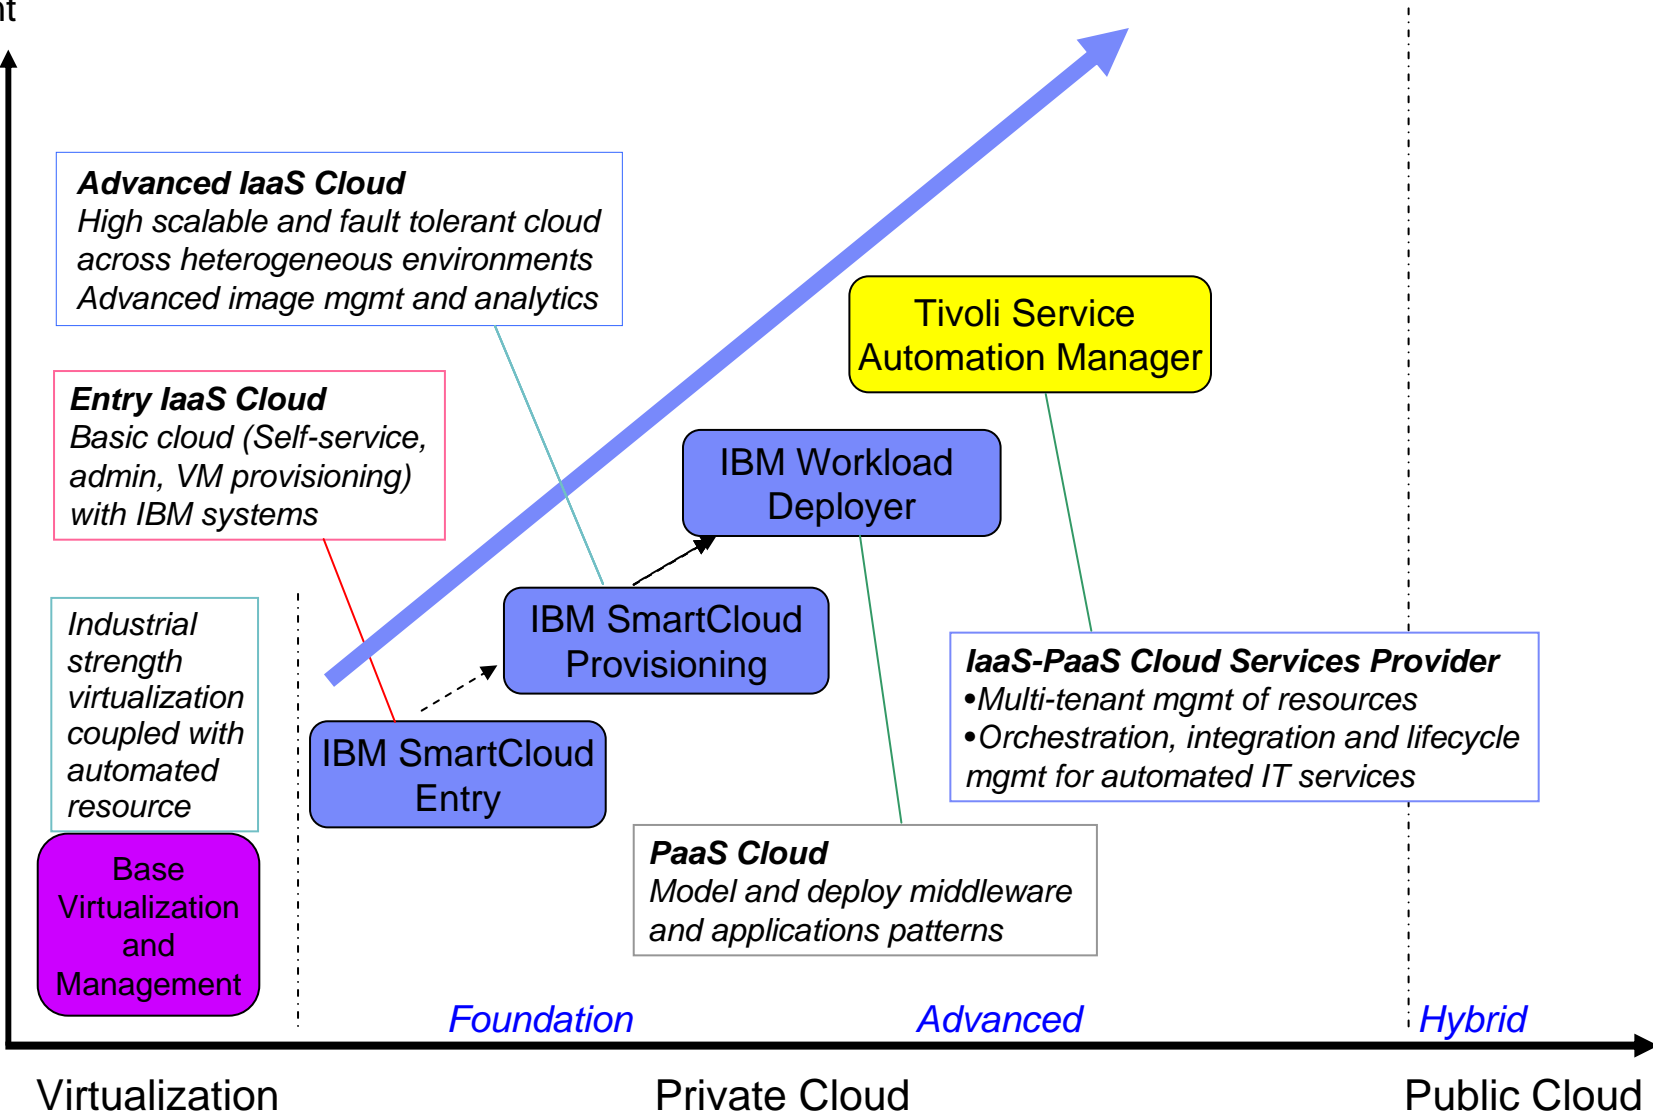 Advanced IaaS Cloud
High scalable and fault tolerant cloud
across heterogeneous environments
Advanced image mgmt and analytics
Tivoli Service
Automation Manager
Entry IaaS Cloud
Basic cloud (Self-service,
admin, VM provisioning)
with IBM systems
IBM Workload
Deployer
Industrial
strength
virtualization
coupled with
automated
resource
IBM SmartCloud
Provisioning
IaaS-PaaS Cloud Services Provider
•Multi-tenant mgmt of resources
•Orchestration, integration and lifecycle
mgmt for automated IT services
IBM SmartCloud
Entry
Base
Virtualization
and
Management
PaaS Cloud
Model and deploy middleware
and applications patterns
Foundation
Advanced
Hybrid
Virtualization
Private Cloud
Public Cloud